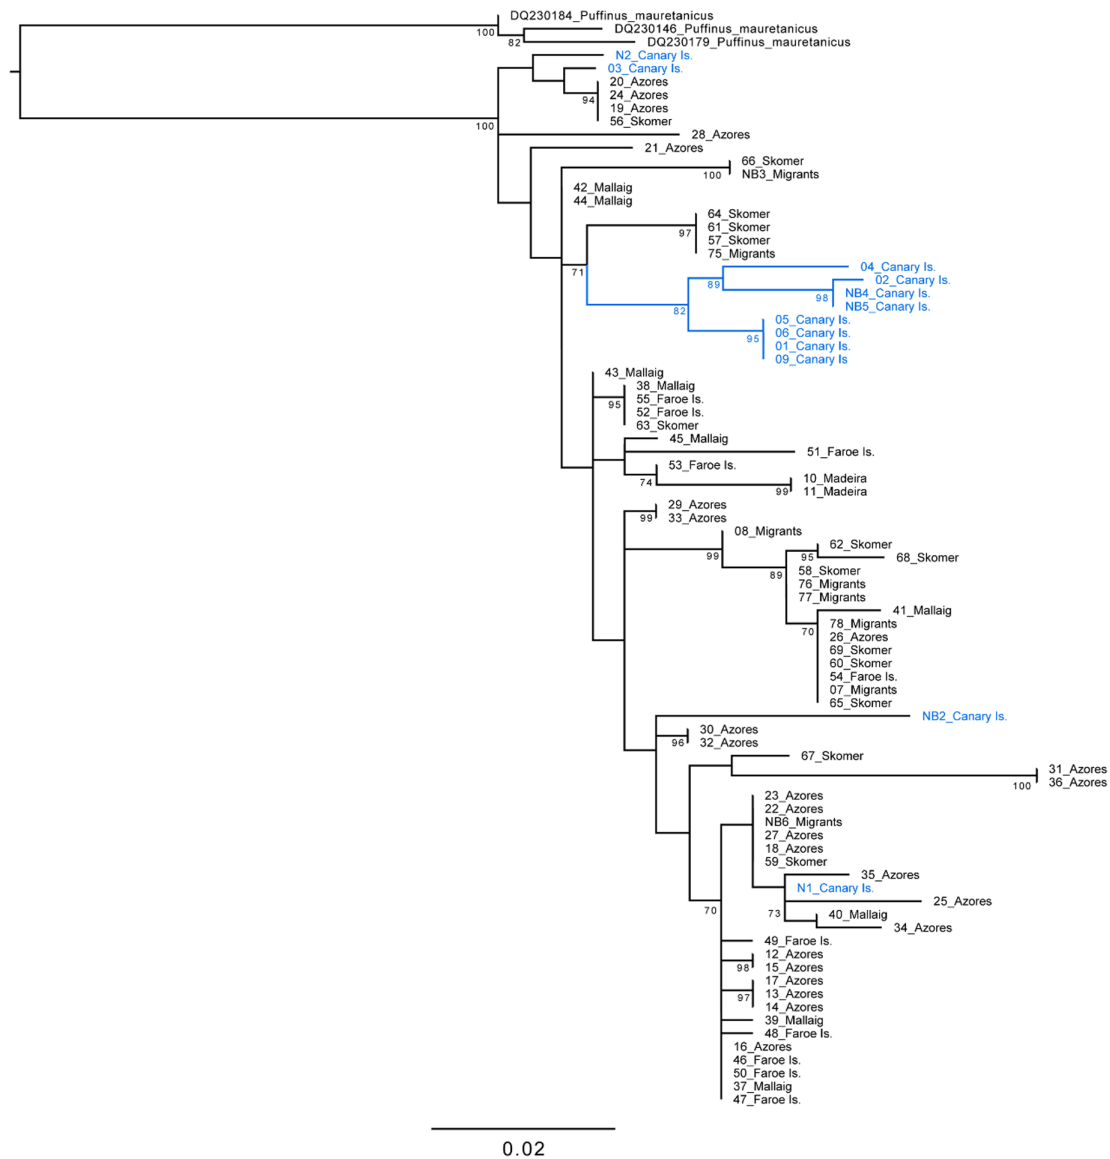 DQ230184_Puffinus_mauretanicus
100
DQ230146_Puffinus_mauretanicus
82
DQ230179_Puffinus_mauretanicus
N2_Canary Is.
03_Canary Is.
20_Azores
24_Azores
94
19_Azores
56_Skomer
100
28_Azores
21_Azores
66_Skomer
100
NB3_Migrants
42_Mallaig
44_Mallaig
64_Skomer
61_Skomer
97
57_Skomer
75_Migrants
04_Canary Is.
71
02_Canary Is.
89
NB4_Canary Is.
98
NB5_Canary Is.
82
05_Canary Is.
06_Canary Is.
95
01_Canary Is.
09_Canary Is
43_Mallaig
38_Mallaig
55_Faroe Is.
95
52_Faroe Is.
63_Skomer
45_Mallaig
51_Faroe Is.
53_Faroe Is.
10_Madeira
74
99
11_Madeira
29_Azores
99
33_Azores
08_Migrants
62_Skomer
99
95
68_Skomer
58_Skomer
89
76_Migrants
77_Migrants
41_Mallaig
78_Migrants
70
26_Azores
69_Skomer
60_Skomer
54_Faroe Is.
07_Migrants
65_Skomer
NB2_Canary Is.
30_Azores
96
32_Azores
67_Skomer
31_Azores
100
36_Azores
23_Azores
22_Azores
NB6_Migrants
27_Azores
18_Azores
59_Skomer
35_Azores
N1_Canary Is.
25_Azores
70
73
40_Mallaig
34_Azores
49_Faroe Is.
12_Azores
98
15_Azores
17_Azores
97
13_Azores
14_Azores
39_Mallaig
48_Faroe Is.
16_Azores
46_Faroe Is.
50_Faroe Is.
37_Mallaig
47_Faroe Is.
0.02